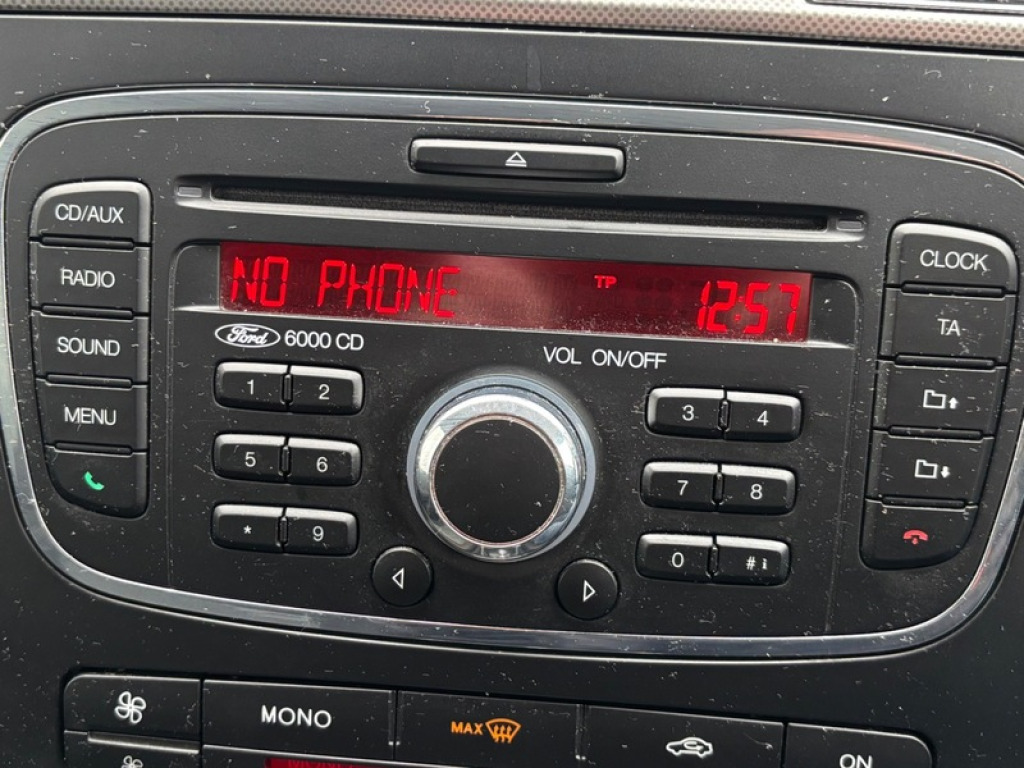 CD/AUX
RADIO
SOUND
MENU
NO PHONE TP 12:57
Ford 6000 CD
VOL ON/OFF
1 2
3 4
5 6
7 8
* 9
0 # i
CLOCK
TA
MONO
MAX
ON